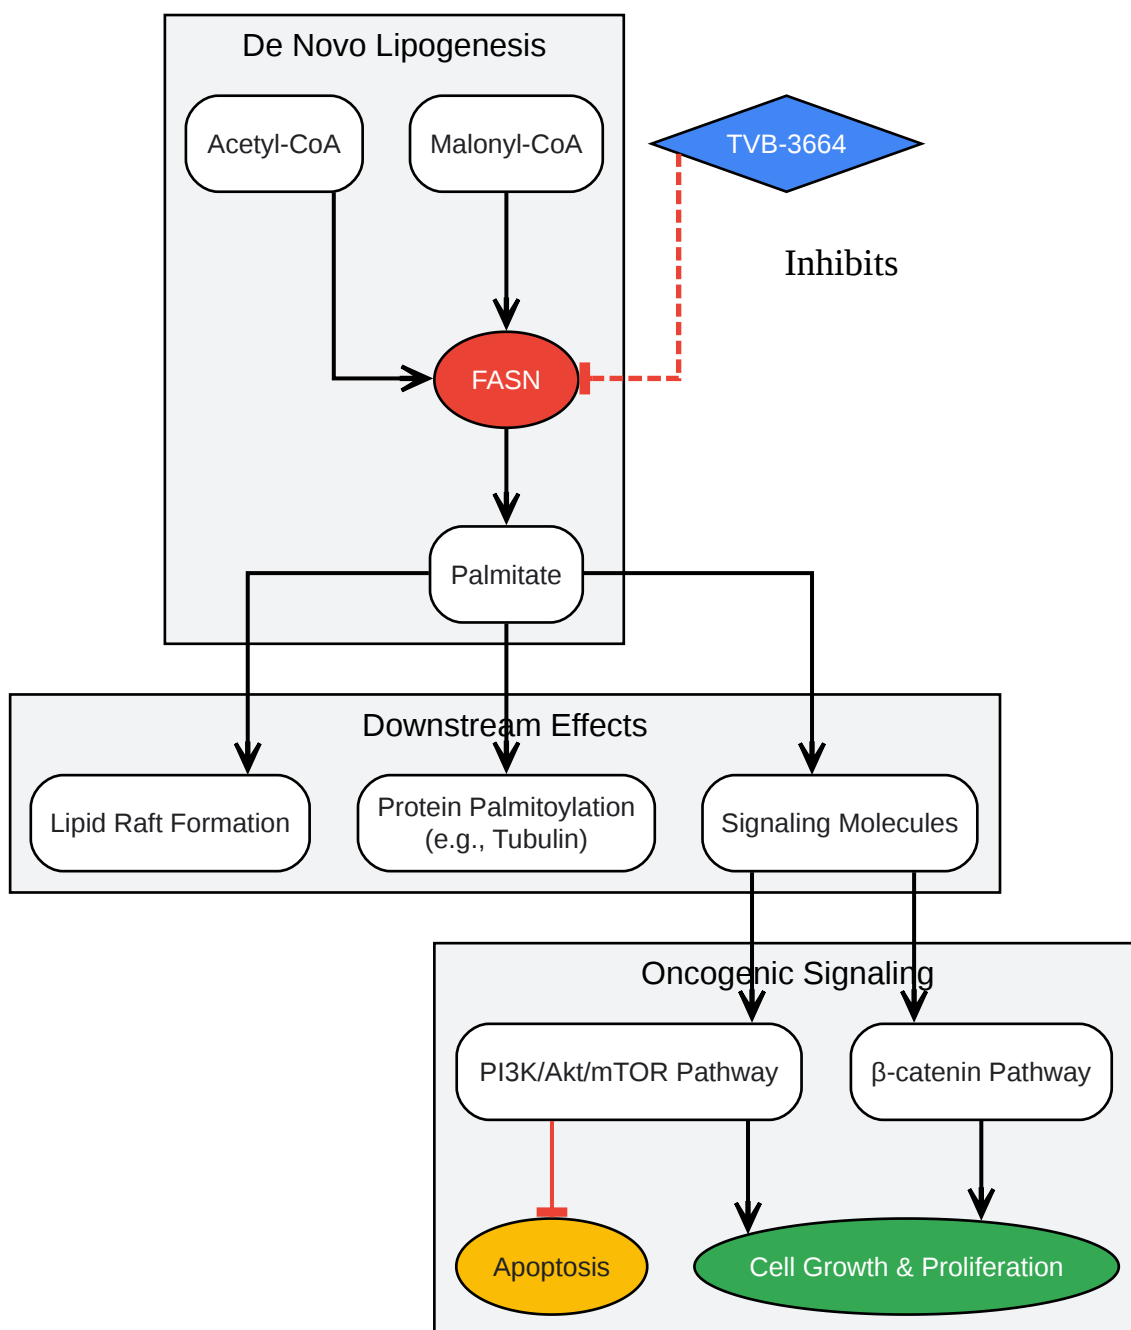 De Novo Lipogenesis
Acetyl-CoA
Malonyl-CoA
TVB-3664
Inhibits
FASN
Palmitate
Downstream Effects
Lipid Raft Formation
Protein Palmitoylation
(e.g., Tubulin)
Signaling Molecules
Oncogenic Signaling
PI3K/Akt/mTOR Pathway
β-catenin Pathway
Apoptosis
Cell Growth & Proliferation